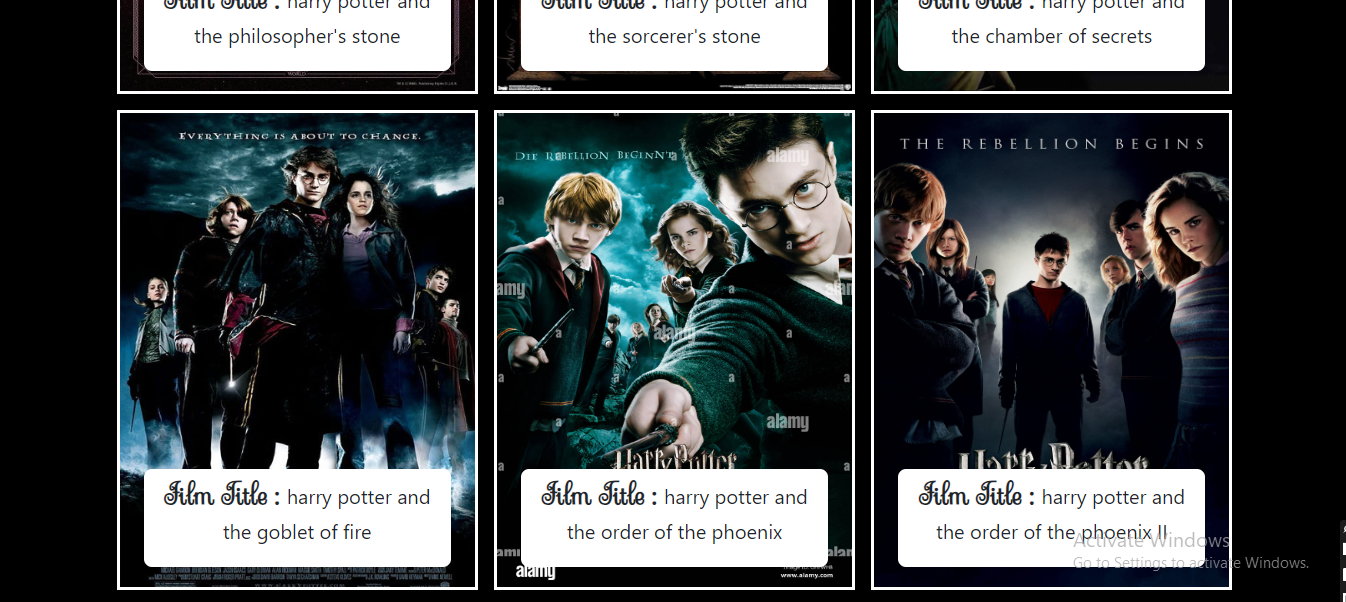 Film Title : harry potter and
the philosopher's stone
Film Title : harry potter and
the sorcerer's stone
Film Title : harry potter and
the chamber of secrets
EVERYTHING IS ABOUT TO CHANGE.
Film Title : harry potter and
the goblet of fire
DIE REBELLION BEGINNT
alamy
alamy
alamy
Harry Potter
Film Title : harry potter and
the order of the phoenix
alamy
www.alamy.com
THE REBELLION BEGINS
Harry Potter
Film Title : harry potter and
the order of the phoenix II
Activate Windows
Go to Settings to activate Windows.